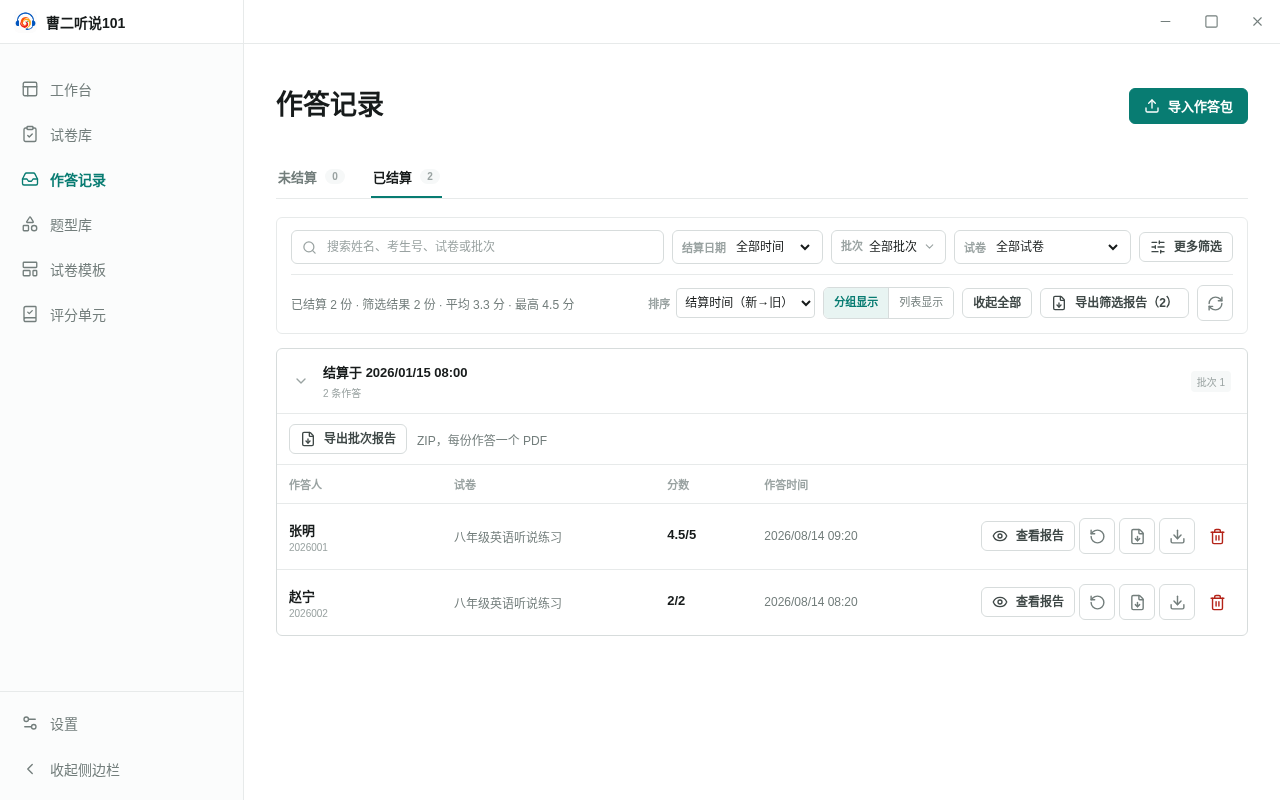 曹二听说101
工作台
试卷库
作答记录
题型库
试卷模板
评分单元
设置
收起侧边栏
作答记录
导入作答包
未结算 0 已结算 2
搜索姓名、考生号、试卷或批次 结算日期 全部时间 批次 全部批次 试卷 全部试卷 更多筛选
已结算 2 份 · 筛选结果 2 份 · 平均 3.3 分 · 最高 4.5 分 排序 结算时间（新→旧） 分组显示 列表显示 收起全部 导出筛选报告（2）
结算于 2026/01/15 08:00
2 条作答
批次 1
导出批次报告 ZIP，每份作答一个 PDF
作答人 试卷 分数 作答时间
张明 八年级英语听说练习 4.5/5 2026/08/14 09:20 查看报告
2026001
赵宁 八年级英语听说练习 2/2 2026/08/14 08:20 查看报告
2026002